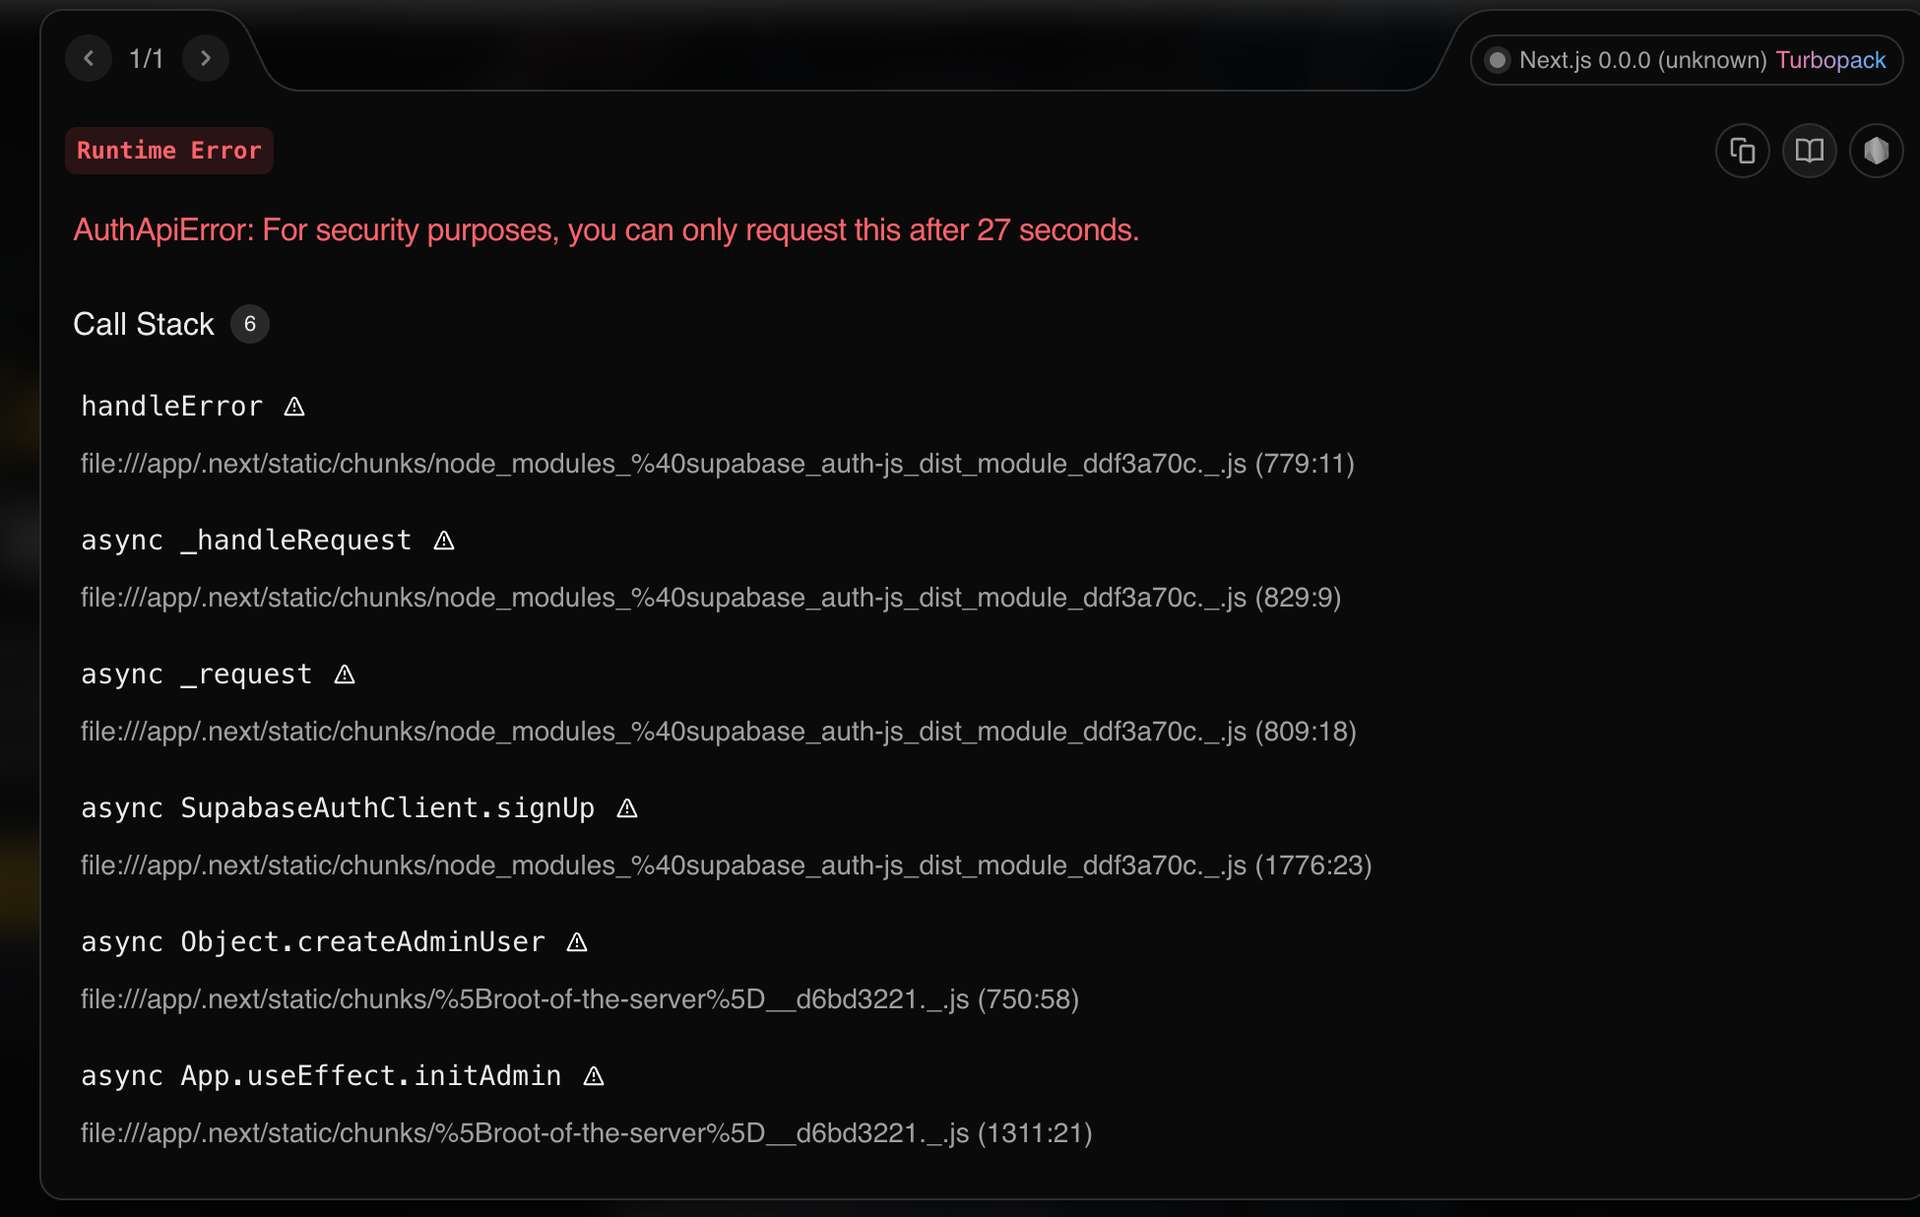 1/1
Next.js 0.0.0 (unknown) Turbopack
Runtime Error
AuthApiError: For security purposes, you can only request this after 27 seconds.
Call Stack 6
handleError
file:///app/.next/static/chunks/node_modules_%40supabase_auth-js_dist_module_ddf3a70c._.js (779:11)
async _handleRequest
file:///app/.next/static/chunks/node_modules_%40supabase_auth-js_dist_module_ddf3a70c._.js (829:9)
async _request
file:///app/.next/static/chunks/node_modules_%40supabase_auth-js_dist_module_ddf3a70c._.js (809:18)
async SupabaseAuthClient.signUp
file:///app/.next/static/chunks/node_modules_%40supabase_auth-js_dist_module_ddf3a70c._.js (1776:23)
async Object.createAdminUser
file:///app/.next/static/chunks/%5Broot-of-the-server%5D__d6bd3221._.js (750:58)
async App.useEffect.initAdmin
file:///app/.next/static/chunks/%5Broot-of-the-server%5D__d6bd3221._.js (1311:21)